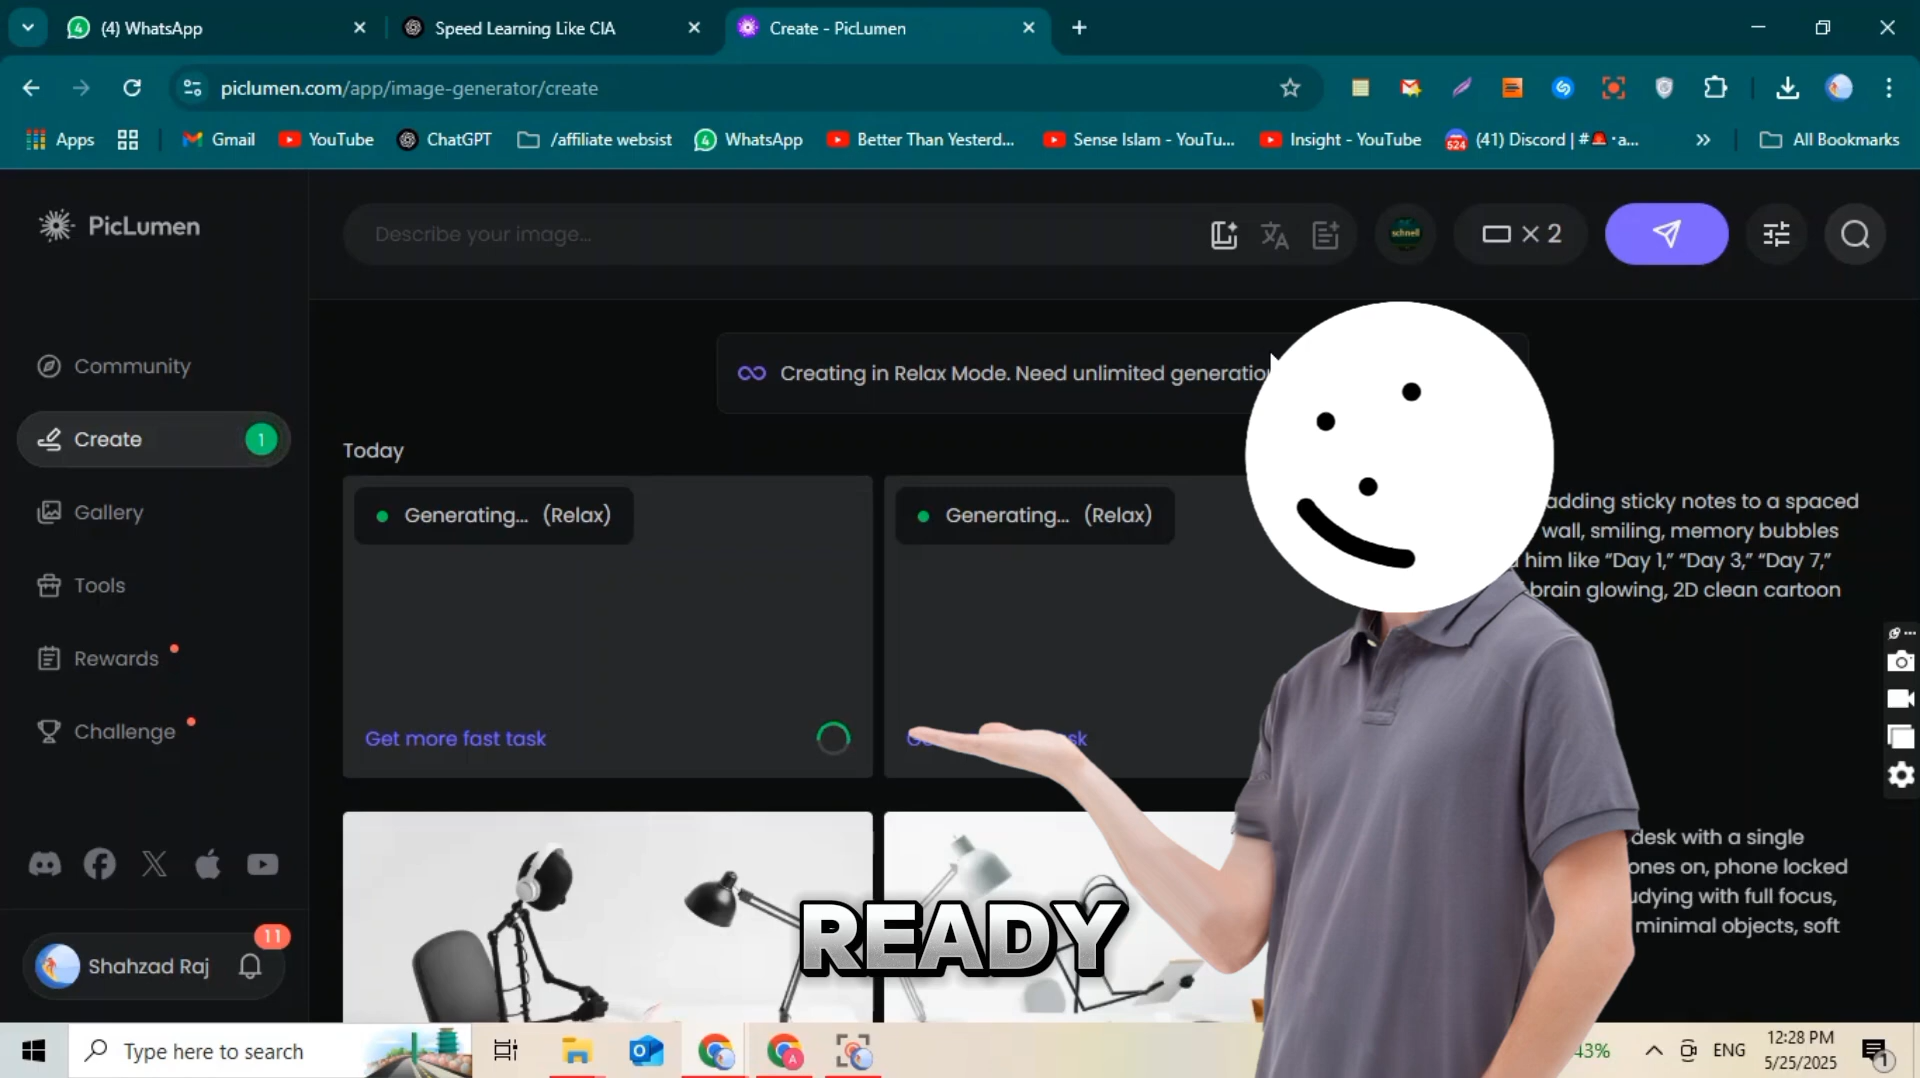 (4) WhatsApp
Speed Learning Like CIA
Create - PicLumen
piclumen.com/app/image-generator/create
Apps
Gmail
YouTube
ChatGPT
/affiliate websist
WhatsApp
Better Than Yesterd...
Sense Islam - YouTu...
Insight - YouTube
524
(41) Discord | #🚨・a...
All Bookmarks
PicLumen
Describe your image...
schnell
× 2
Creating in Relax Mode. Need unlimited generatio
Community
Create
1
Gallery
Tools
Rewards
Challenge
Today
Generating... (Relax)
Get more fast task
Generating... (Relax)
adding sticky notes to a spaced
wall, smiling, memory bubbles
him like “Day 1,” “Day 3,” “Day 7,”
brain glowing, 2D clean cartoon
desk with a single
ones on, phone locked
udying with full focus,
minimal objects, soft
READY
Shahzad Raj
11
Type here to search
43%
ENG
12:28 PM
5/25/2025
1